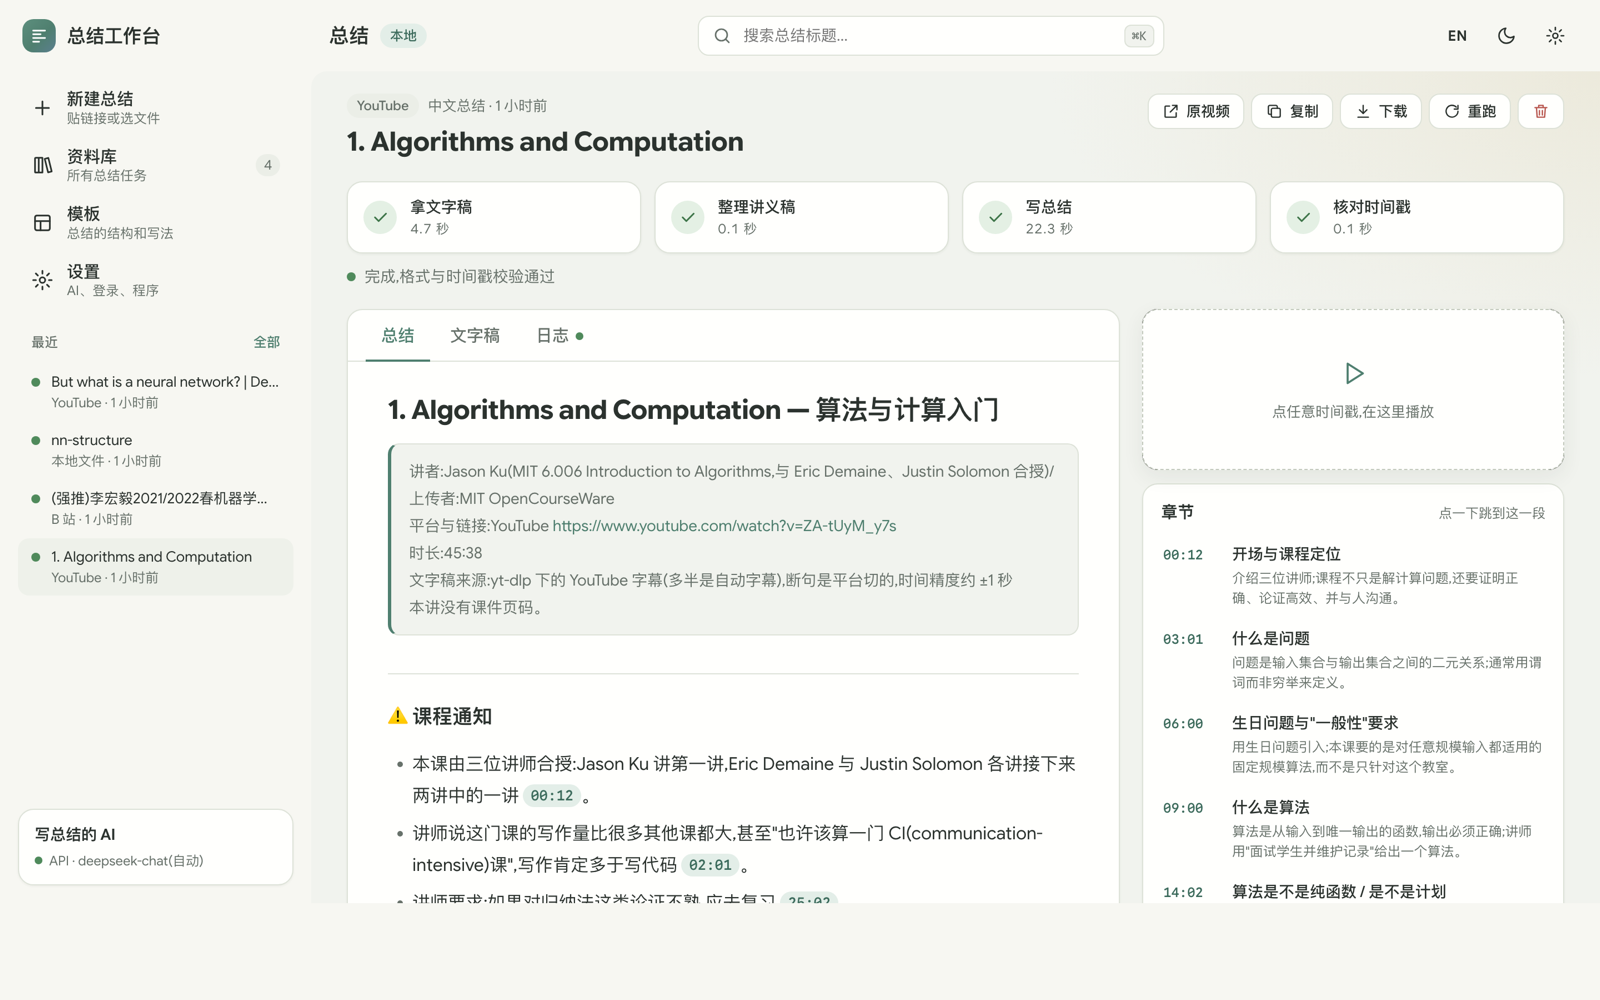 总结工作台
总结 本地
搜索总结标题... ⌘K
EN
新建总结
贴链接或选文件
资料库
所有总结任务
4
模板
总结的结构和写法
设置
AI、登录、程序
最近 全部
But what is a neural network? | De...
YouTube · 1 小时前
nn-structure
本地文件 · 1 小时前
(强推)李宏毅2021/2022春机器学...
B 站 · 1 小时前
1. Algorithms and Computation
YouTube · 1 小时前
写总结的 AI
API · deepseek-chat(自动)
YouTube 中文总结 · 1 小时前
1. Algorithms and Computation
原视频 复制 下载 重跑
拿文字稿
4.7 秒
整理讲义稿
0.1 秒
写总结
22.3 秒
核对时间戳
0.1 秒
完成,格式与时间戳校验通过
总结 文字稿 日志
1. Algorithms and Computation — 算法与计算入门
讲者:Jason Ku(MIT 6.006 Introduction to Algorithms,与 Eric Demaine、Justin Solomon 合授)/
上传者:MIT OpenCourseWare
平台与链接:YouTube https://www.youtube.com/watch?v=ZA-tUyM_y7s
时长:45:38
文字稿来源:yt-dlp 下的 YouTube 字幕(多半是自动字幕),断句是平台切的,时间精度约 ±1 秒
本讲没有课件页码。
⚠️ 课程通知
• 本课由三位讲师合授:Jason Ku 讲第一讲,Eric Demaine 与 Justin Solomon 各讲接下来
两讲中的一讲 00:12 。
• 讲师说这门课的写作量比很多其他课都大,甚至"也许该算一门 CI(communication-
intensive)课",写作肯定多于写代码 02:01 。
• 讲师要求:如果对归纳法这类论证不熟,应去复习 25:02
点任意时间戳,在这里播放
章节 点一下跳到这一段
00:12 开场与课程定位
介绍三位讲师;课程不只是解计算问题,还要证明正
确、论证高效、并与人沟通。
03:01 什么是问题
问题是输入集合与输出集合之间的二元关系;通常用谓
词而非穷举来定义。
06:00 生日问题与"一般性"要求
用生日问题引入;本课要的是对任意规模输入都适用的
固定规模算法,而不是只针对这个教室。
09:00 什么是算法
算法是从输入到唯一输出的函数,输出必须正确;讲师
用"面试学生并维护记录"给出一个算法。
14:02 算法是不是纯函数 / 是不是计划